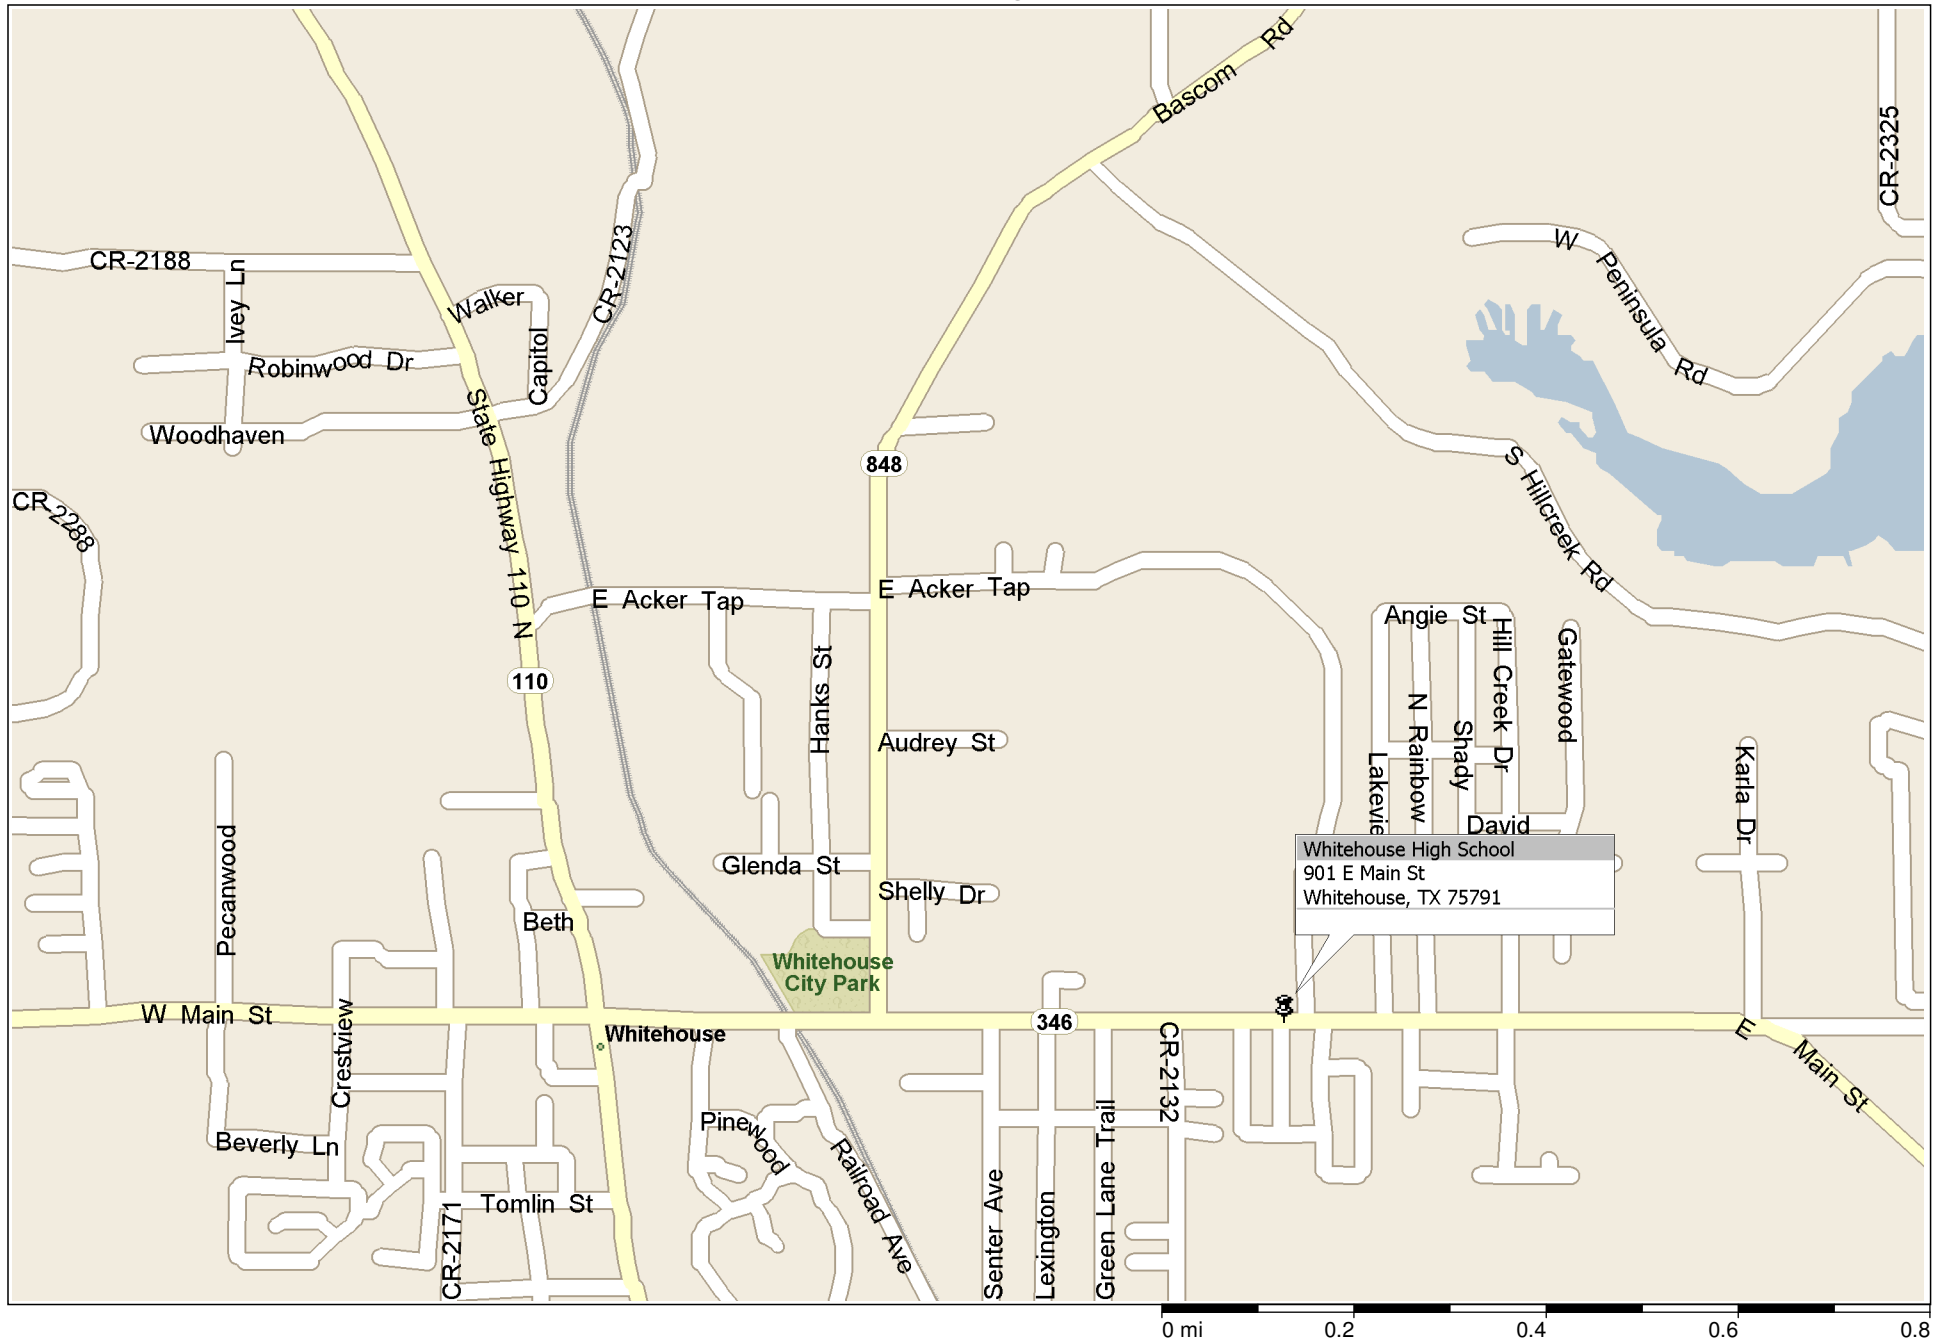 Bascom Rd
CR-2325
CR-2123
W Peninsula Rd
CR-2188
Ivey Ln
Walker
Capitol
Robinwood Dr
Woodhaven
State Highway 110 N
848
S Hillcreek Rd
CR-2288
E Acker Tap
E Acker Tap
Angie St
Hill Creek Dr
Gatewood
Hanks St
110
N Rainbow
Shady
Lakevie
Audrey St
Karla Dr
David
Pecanwood
Glenda St
Shelly Dr
Whitehouse High School
901 E Main St
Whitehouse, TX 75791
Beth
Whitehouse
City Park
W Main St
346
Whitehouse
E Main St
Crestview
CR-2132
Pinewood
Beverly Ln
Railroad Ave
Tomlin St
CR-2171
Senter Ave
Lexington
Green Lane Trail
0 mi 0.2 0.4 0.6 0.8